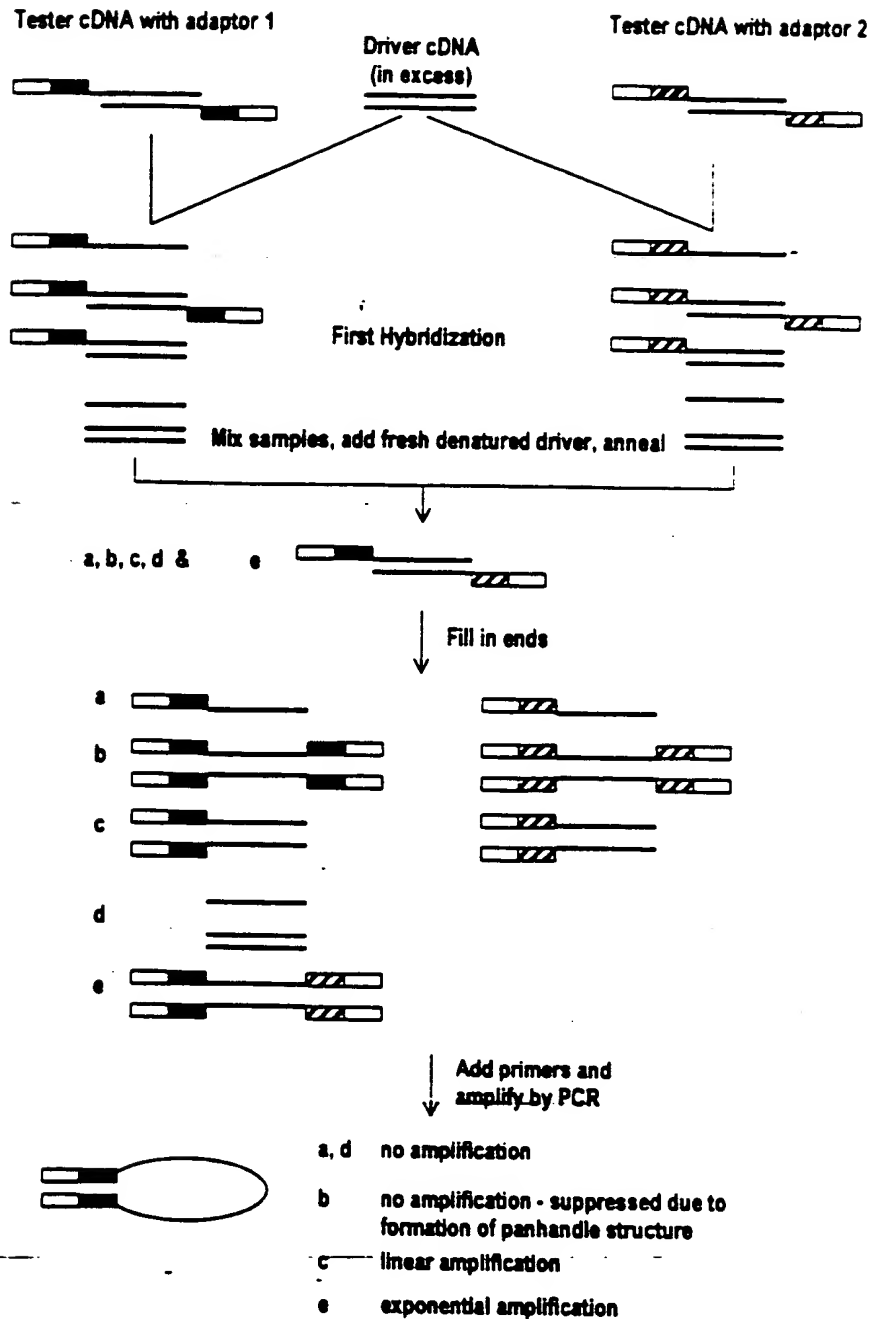 Tester cDNA with adaptor 1
Driver cDNA
(in excess)
Tester cDNA with adaptor 2
First Hybridization
Mix samples, add fresh denatured driver, anneal
a, b, c, d & e
Fill in ends
a
b
c
d
e
Add primers and
amplify by PCR
a, d no amplification
b no amplification - suppressed due to
formation of panhandle structure
c linear amplification
e exponential amplification